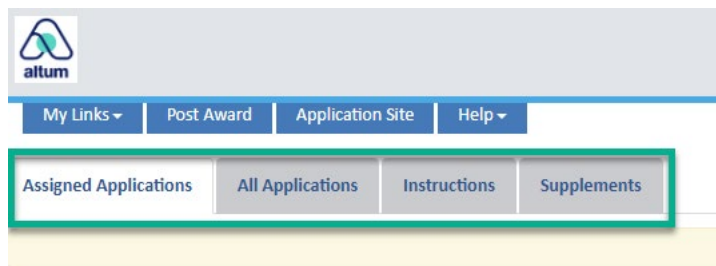 altum
My Links Post Award Application Site Help
Assigned Applications All Applications Instructions Supplements